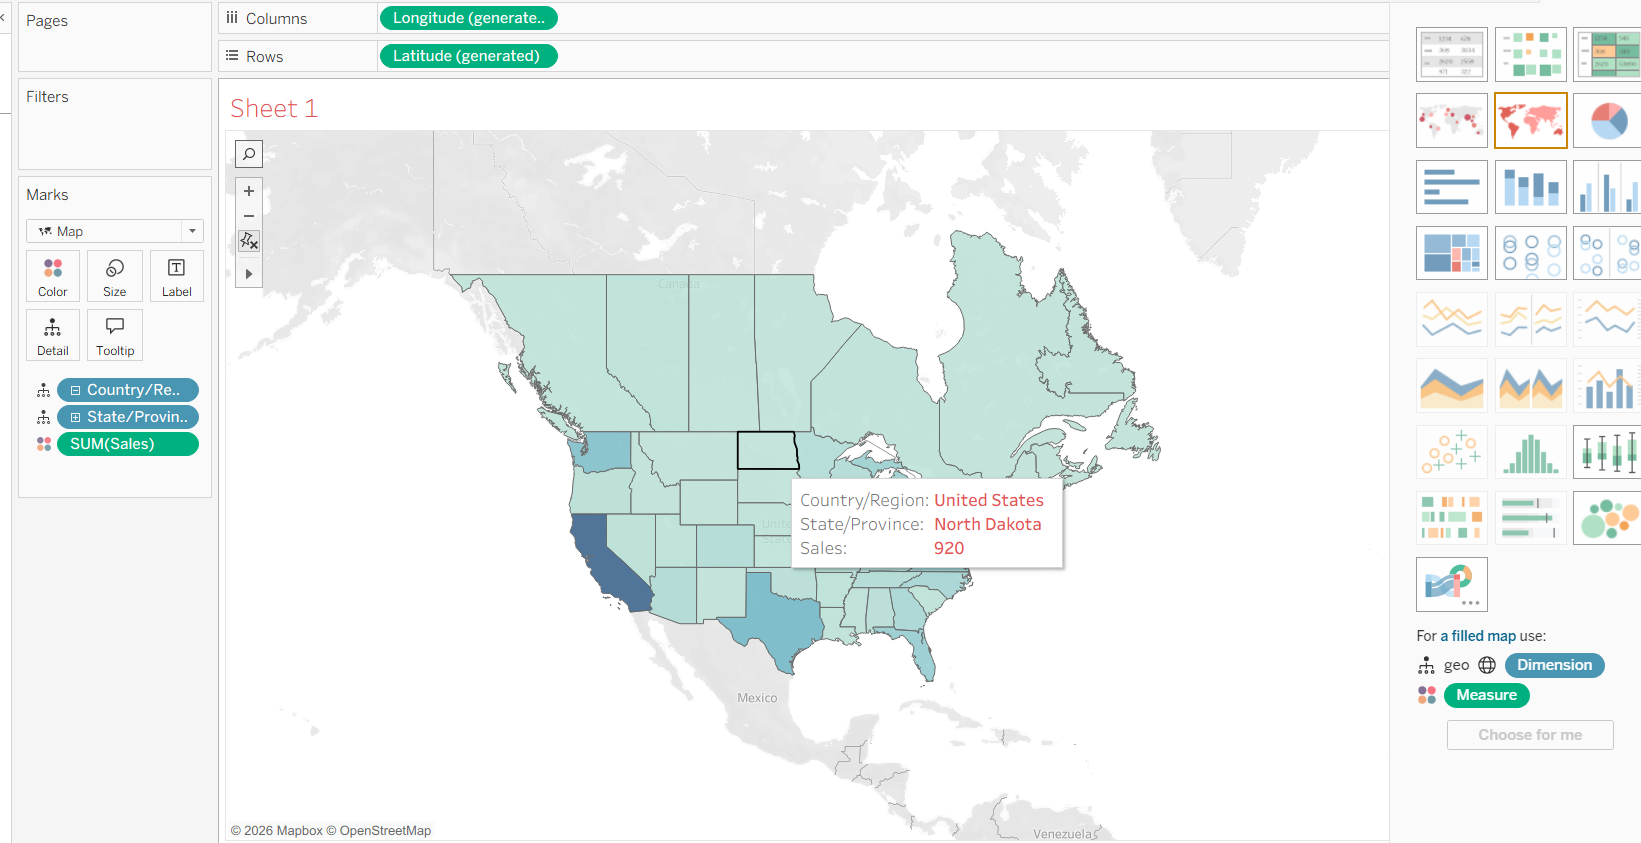 Pages
Columns
Longitude (generate..
Rows
Latitude (generated)
Filters
Sheet 1
Marks
Map
Color
Size
Label
Detail
Tooltip
Country/Re..
State/Provin..
SUM(Sales)
Canada
Country/Region: United States
State/Province: North Dakota
Sales: 920
Mexico
Venezuela
© 2026 Mapbox © OpenStreetMap
For a filled map use:
geo Dimension
Measure
Choose for me